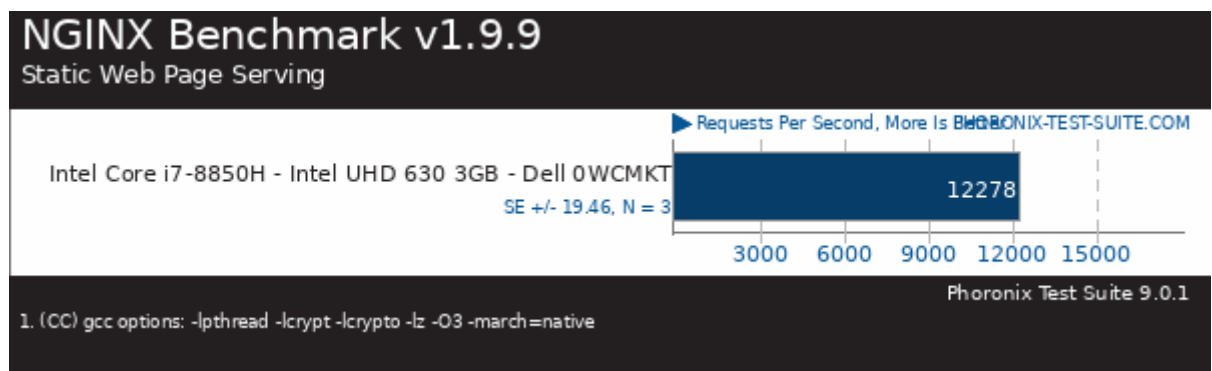 NGINX Benchmark v1.9.9
Static Web Page Serving
Requests Per Second, More Is Better PHORONIX-TEST-SUITE.COM
Intel Core i7-8850H - Intel UHD 630 3GB - Dell 0WCMKT
12278
SE +/- 19.46, N = 3
3000 6000 9000 12000 15000
Phoronix Test Suite 9.0.1
1. (CC) gcc options: -lpthread -lcrypt -lcrypto -lz -O3 -march=native